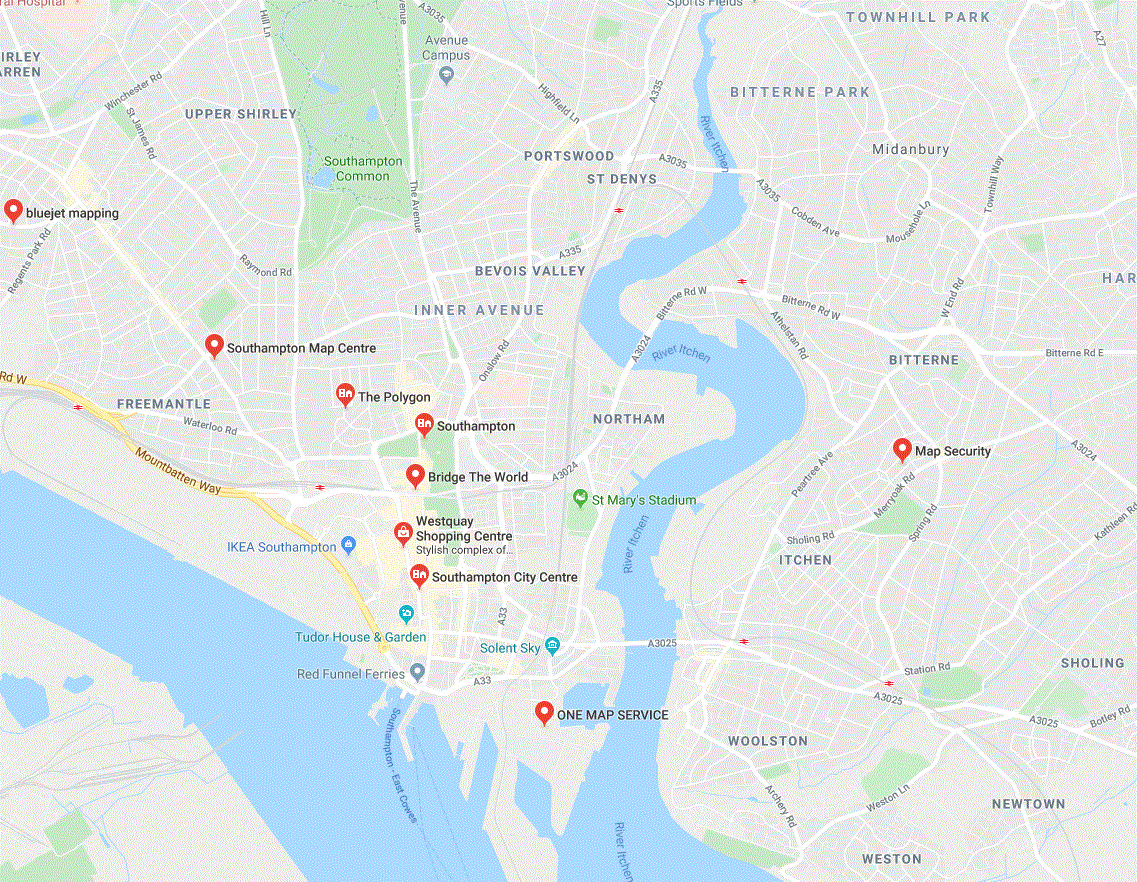 ral Hospital
Hill Ln
Avenue
A3035
Sports Fields
TOWNHILL PARK
A27
Avenue
Campus
IRLEY
ARREN
Winchester Rd
A335
BITTERNE PARK
Highfield Ln
UPPER SHIRLEY
St James Rd
River Itchen
Midanbury
Southampton
Common
PORTSWOOD
A3035
ST DENYS
A3035
Townhill Way
The Avenue
bluejet mapping
Cobden Ave
Mousehole Ln
Regents Park Rd
A335
Raymond Rd
BEVOIS VALLEY
HAR
INNER AVENUE
Bitterne Rd W
Bitterne Rd W
W End Rd
Athelstan Rd
Southampton Map Centre
Onslow Rd
A3024
River Itchen
BITTERNE
Bitterne Rd E
Rd W
FREEMANTLE
The Polygon
Waterloo Rd
Southampton
NORTHAM
A3024
Map Security
Mountbatten Way
Bridge The World
A3024
Peartree Ave
Merryoak Rd
St Mary's Stadium
Spring Rd
Kathleen Rd
Westquay
Shopping Centre
Stylish complex of...
IKEA Southampton
River Itchen
Sholing Rd
ITCHEN
Southampton City Centre
A33
Tudor House & Garden
Solent Sky
A3025
Red Funnel Ferries
A33
Station Rd
SHOLING
A3025
A3025
Botley Rd
ONE MAP SERVICE
Southampton - East Cowes
WOOLSTON
Archery Rd
Weston Ln
NEWTOWN
River Itchen
WESTON